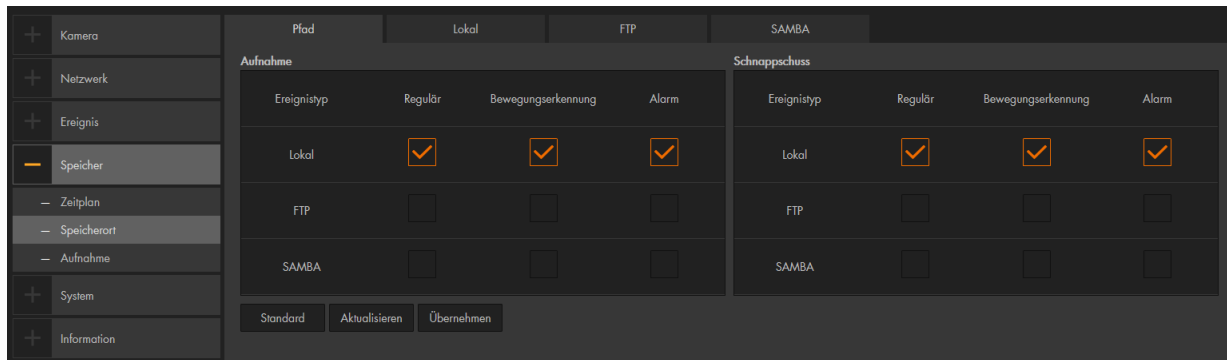 Kamera
Netzwerk
Ereignis
Speicher
Zeitplan
Speicherort
Aufnahme
System
Information
Pfad Lokal FTP SAMBA
Aufnahme
Ereignistyp Regulär Bewegungserkennung Alarm
Lokal
FTP
SAMBA
Schnappschuss
Ereignistyp Regulär Bewegungserkennung Alarm
Lokal
FTP
SAMBA
Standard Aktualisieren Übernehmen